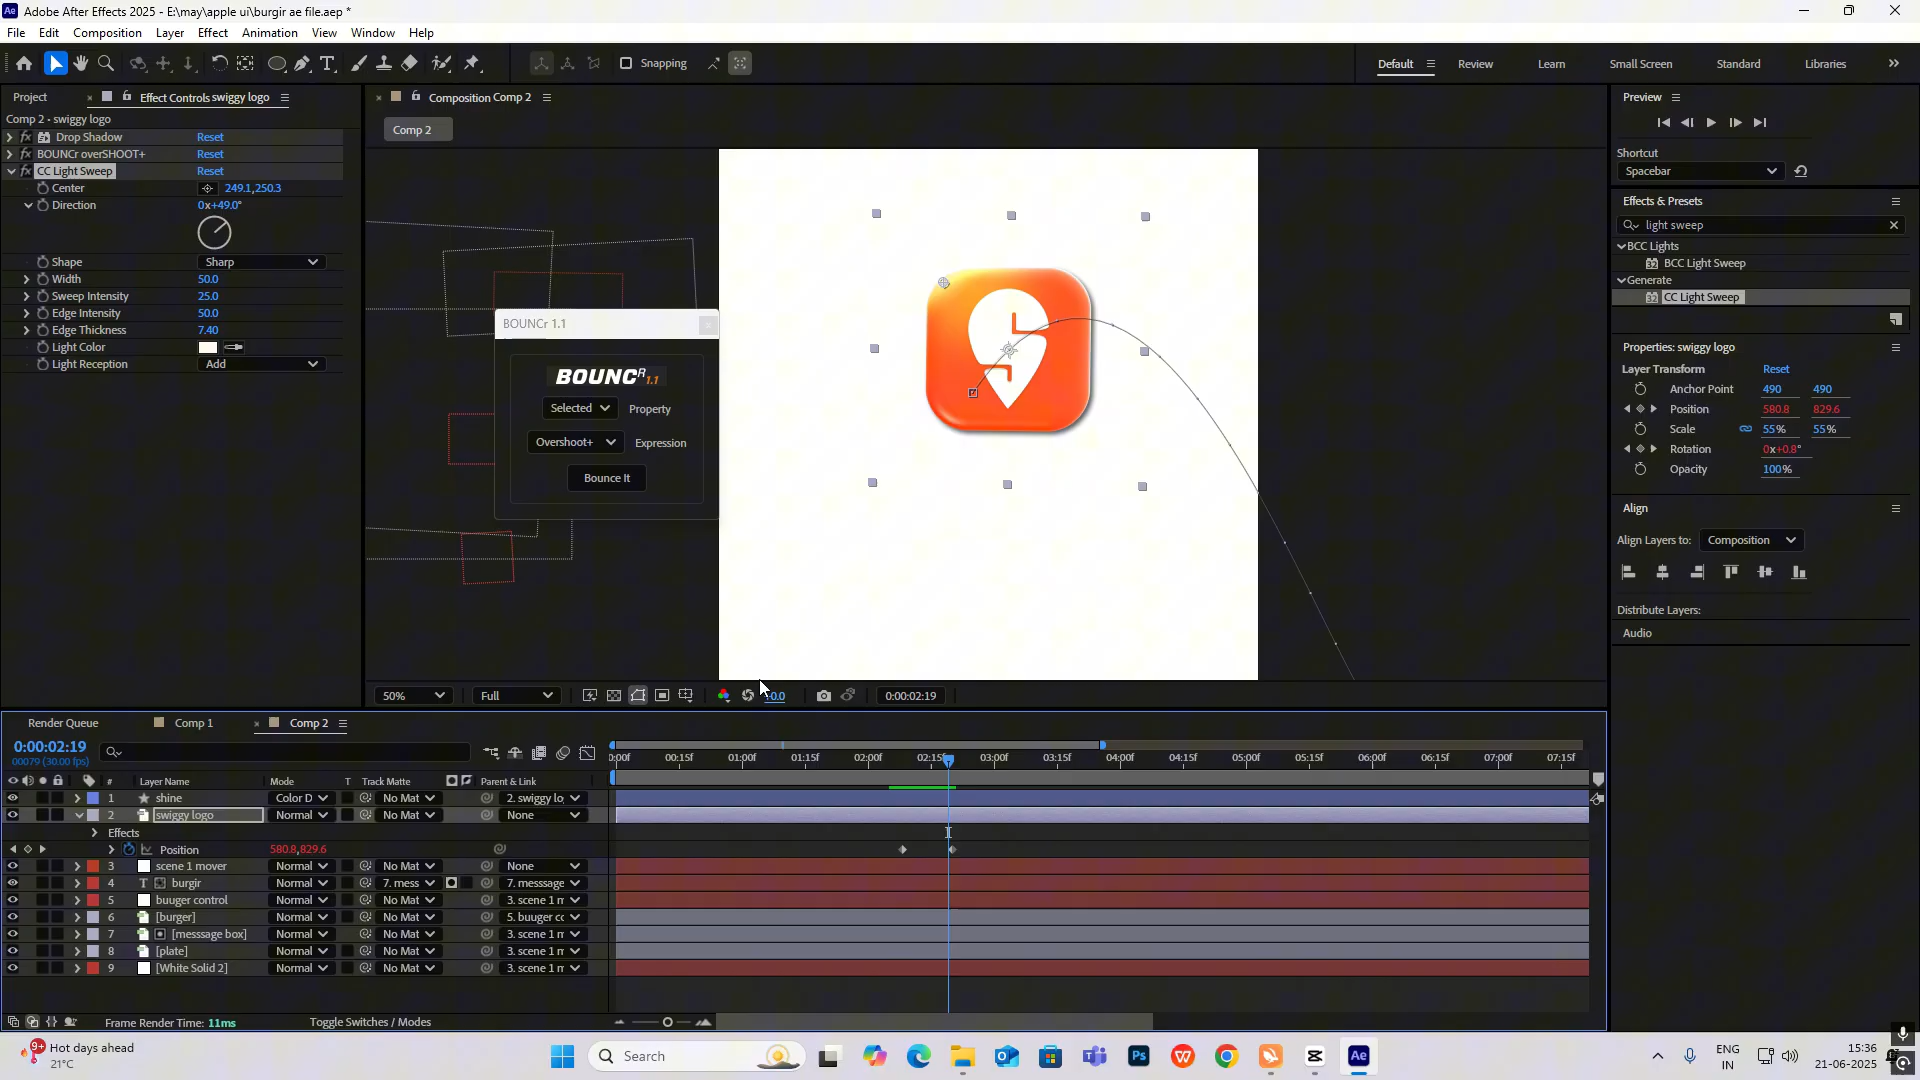 Adobe After Effects 2025 - E:\may\apple ui\burgir ae file.aep *
File Edit Composition Layer Effect Animation View Window Help
Snapping
Default Review Learn Small Screen Standard Libraries
Project Effect Controls swiggy logo
Comp 2 - swiggy logo
Drop Shadow Reset
BOUNCr overSHOOT+ Reset
CC Light Sweep Reset
Center 249.1,250.3
Direction 0x+49.0°
Shape Sharp
Width 50.0
Sweep Intensity 25.0
Edge Intensity 50.0
Edge Thickness 7.40
Light Color
Light Reception Add
Composition Comp 2
Comp 2
BOUNCr 1.1
BOUNCR 1.1
Selected Property
Overshoot+ Expression
Bounce It
50% Full +0.0 0:00:02:19
Preview
Shortcut
Spacebar
Effects & Presets
light sweep
BCC Lights
BCC Light Sweep
Generate
CC Light Sweep
Properties: swiggy logo
Layer Transform Reset
Anchor Point 490 490
Position 580.8 829.6
Scale 55% 55%
Rotation 0x+0.8°
Opacity 100%
Align
Align Layers to: Composition
Distribute Layers:
Audio
Render Queue Comp 1 Comp 2
0:00:02:19
00079 (30.00 fps)
:00f 00:15f 01:00f 01:15f 02:00f 02:15f 03:00f 03:15f 04:00f 04:15f 05:00f 05:15f 06:00f 06:15f 07:00f 07:15f
# Layer Name Mode T Track Matte Parent & Link
1 shine Color D No Mat 2. swiggy lo
2 swiggy logo Normal No Mat None
Effects
Position 580.8,829.6
3 scene 1 mover Normal No Mat None
4 T burgir Normal 7. mess 7. messsage
5 buuger control Normal No Mat 3. scene 1 m
6 [burger] Normal No Mat 5. buuger co
7 [messsage box] Normal No Mat 3. scene 1 m
8 [plate] Normal No Mat 3. scene 1 m
9 [White Solid 2] Normal No Mat 3. scene 1 m
Frame Render Time: 11ms Toggle Switches / Modes
9+ Hot days ahead
21°C
Search
Ps
Ae
ENG
IN
15:36
21-06-2025